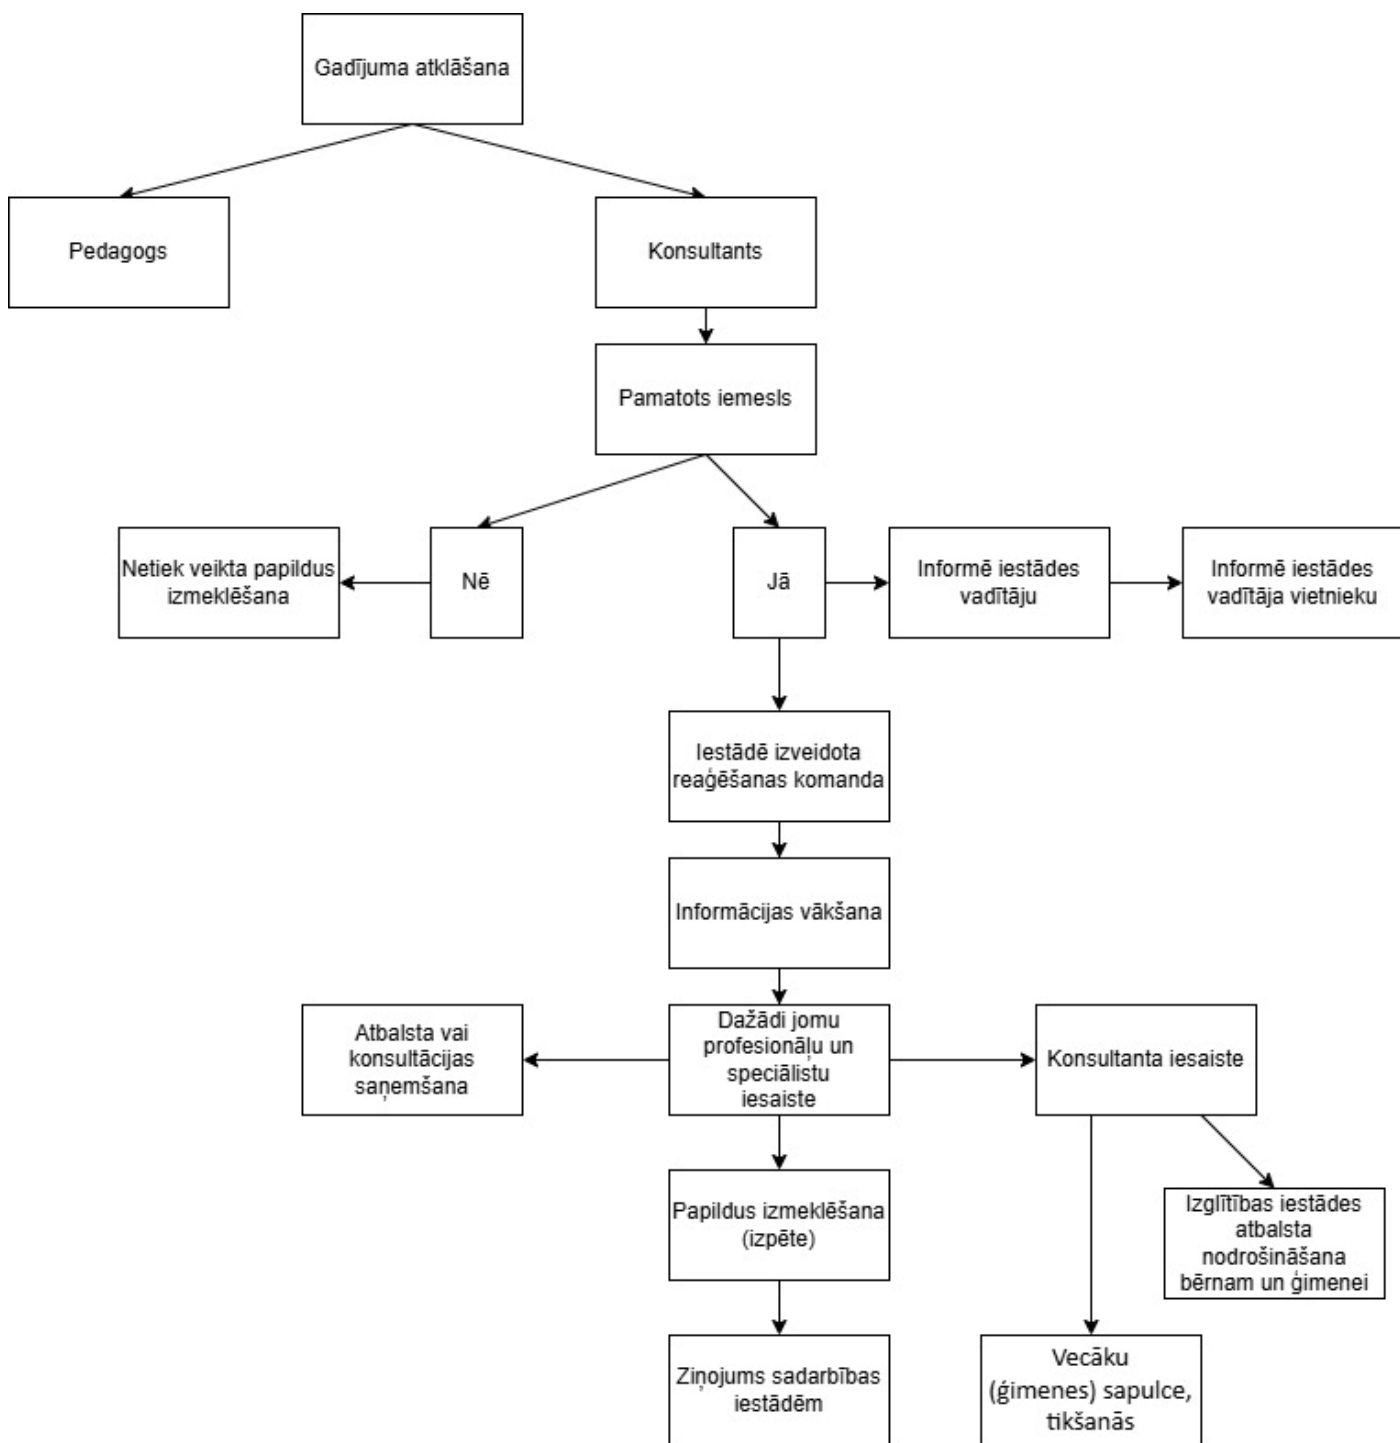 Gadījuma atklāšana
Pedagogs
Konsultants
Pamatots iemesls
Netiek veikta papildus
izmeklēšana
Nē
Jā
Informē iestādes
vadītāju
Informē iestādes
vadītāja vietnieku
Iestādē izveidota
reaģēšanas komanda
Informācijas vākšana
Atbalsta vai
konsultācijas
saņemšana
Dažādi jomu
profesionāļu un
speciālistu
iesaiste
Konsultanta iesaiste
Papildus izmeklēšana
(izpēte)
Izglītības iestādes
atbalsta
nodrošināšana
bērnam un ģimenei
Ziņojums sadarbības
iestādēm
Vecāku
(ģimenes) sapulce,
tikšanās